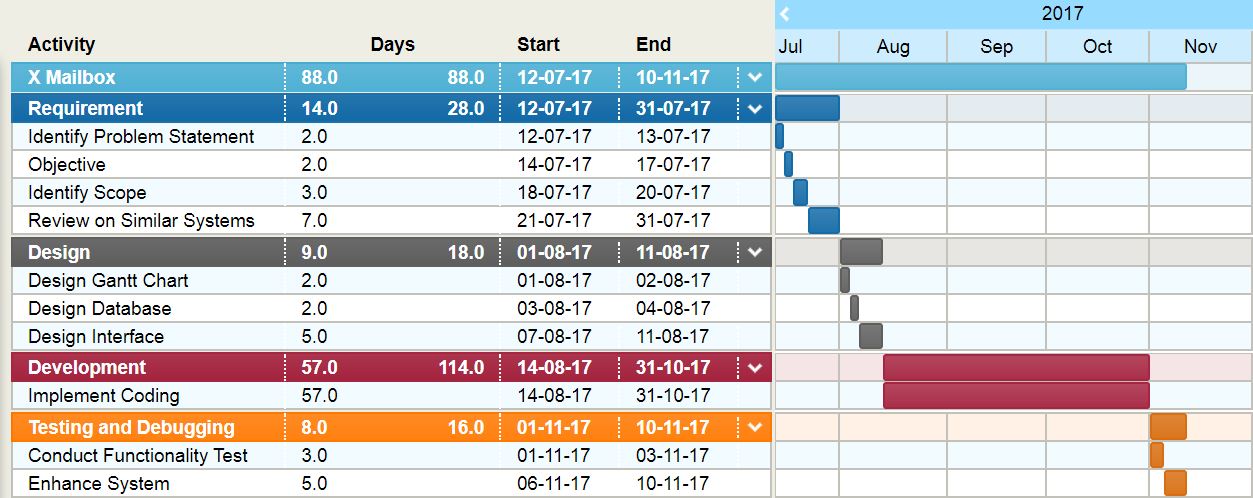 2017
Activity Days Start End Jul Aug Sep Oct Nov
X Mailbox 88.0 88.0 12-07-17 10-11-17
Requirement 14.0 28.0 12-07-17 31-07-17
Identify Problem Statement 2.0 12-07-17 13-07-17
Objective 2.0 14-07-17 17-07-17
Identify Scope 3.0 18-07-17 20-07-17
Review on Similar Systems 7.0 21-07-17 31-07-17
Design 9.0 18.0 01-08-17 11-08-17
Design Gantt Chart 2.0 01-08-17 02-08-17
Design Database 2.0 03-08-17 04-08-17
Design Interface 5.0 07-08-17 11-08-17
Development 57.0 114.0 14-08-17 31-10-17
Implement Coding 57.0 14-08-17 31-10-17
Testing and Debugging 8.0 16.0 01-11-17 10-11-17
Conduct Functionality Test 3.0 01-11-17 03-11-17
Enhance System 5.0 06-11-17 10-11-17